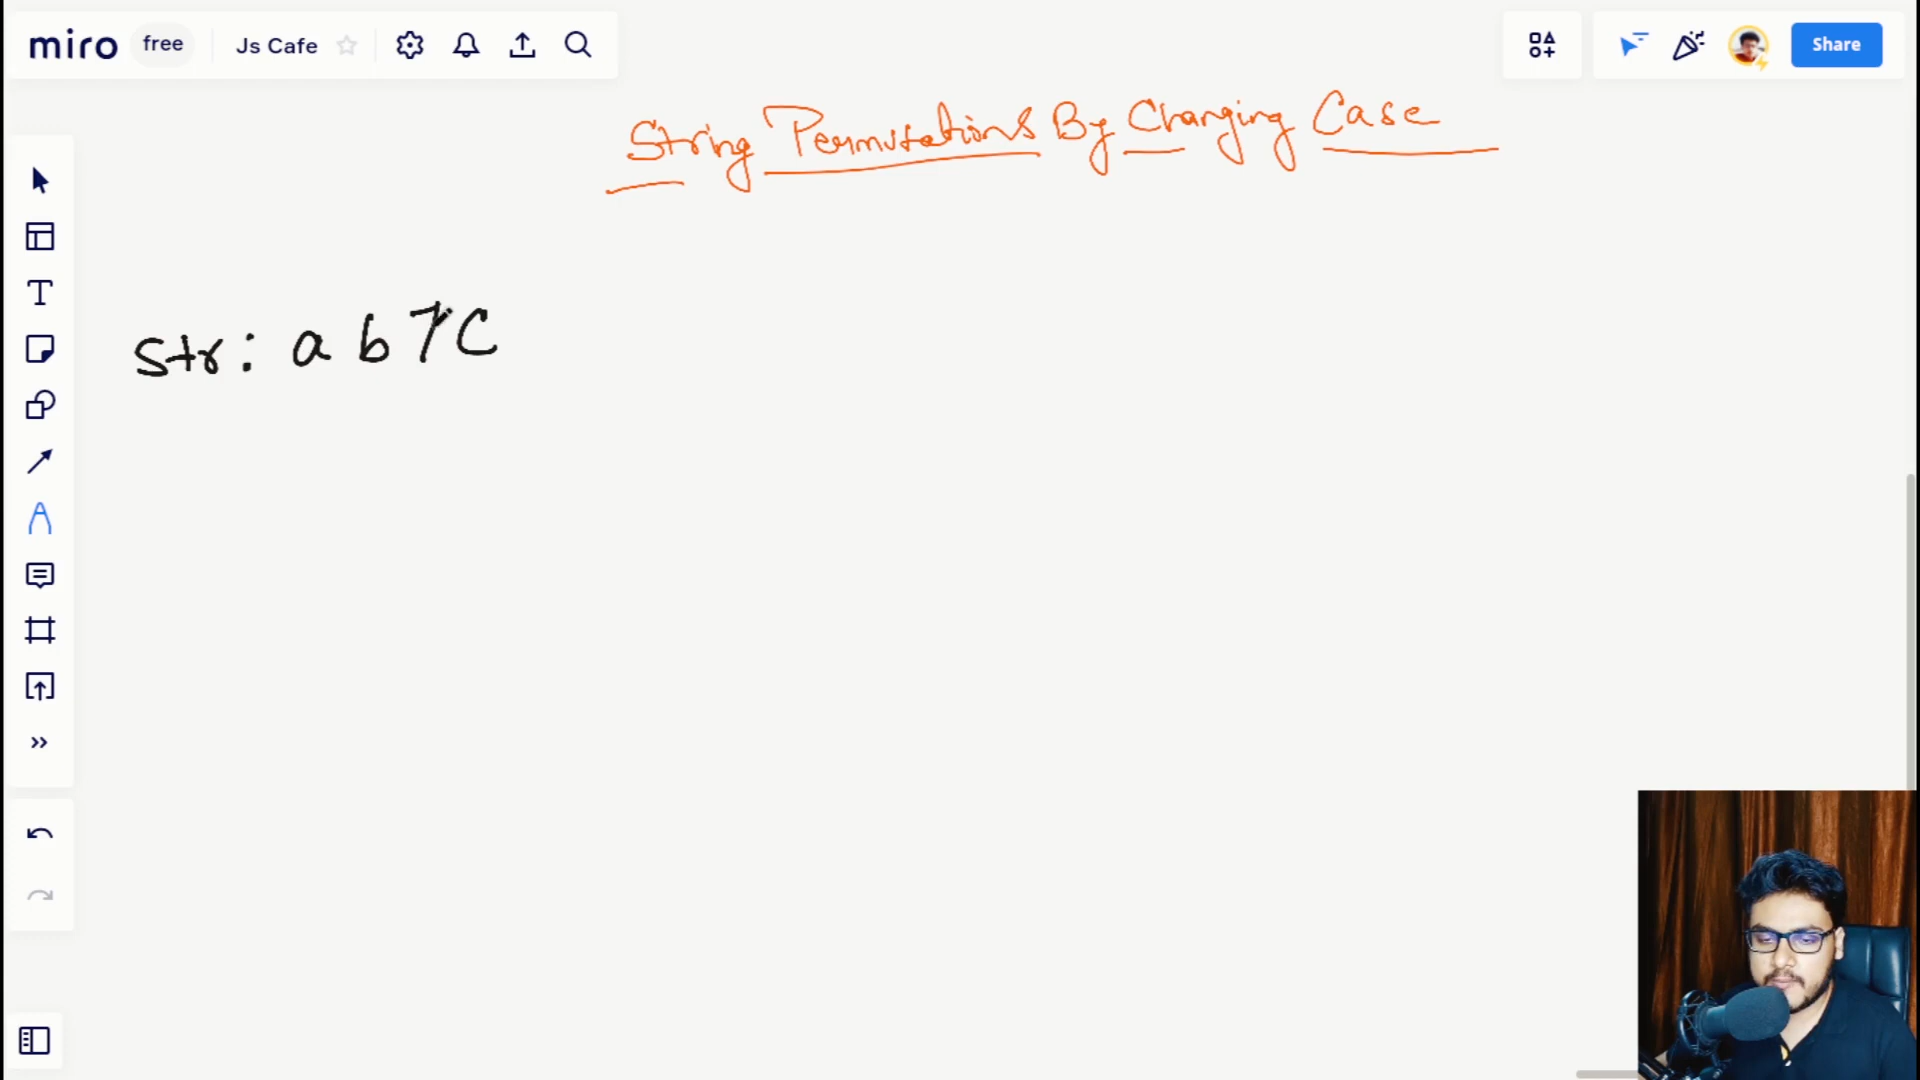 miro free Js Cafe Share
String Permutations By Changing Case
str: a b 7 C